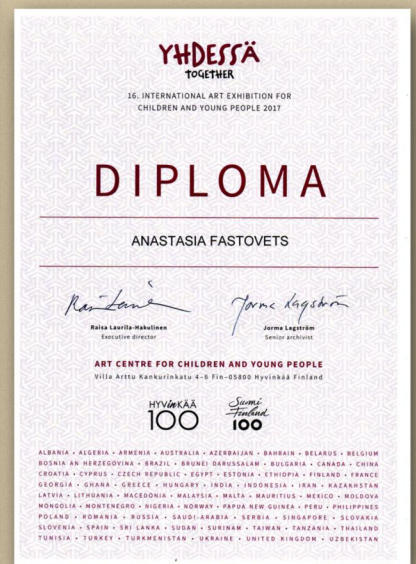 YHDESSÄ
TOGETHER
16. INTERNATIONAL ART EXHIBITION FOR
CHILDREN AND YOUNG PEOPLE 2017
DIPLOMA
ANASTASIA FASTOVETS
Raisa Laurila-Hakulinen
Executive director
Jorma Lagström
Jorma Lagström
Senior archivist
ART CENTRE FOR CHILDREN AND YOUNG PEOPLE
Villa Arttu Kankurinkatu 4–6 Fin–05800 Hyvinkää Finland
HYVinKÄÄ
100
Suomi
Finland
100
ALBANIA • ALGERIA • ARMENIA • AUSTRALIA • AZERBAIJAN • BAHRAIN • BELARUS • BELGIUM
BOSNIA AN HERZEGOVINA • BRAZIL • BRUNEI DARUSSALAM • BULGARIA • CANADA • CHINA
CROATIA • CYPRUS • CZECH REPUBLIC • EGYPT • ESTONIA • ETHIOPIA • FINLAND • FRANCE
GEORGIA • GHANA • GREECE • HUNGARY • INDIA • INDONESIA • IRAN • KAZAKHSTAN
LATVIA • LITHUANIA • MACEDONIA • MALAYSIA • MALTA • MAURITIUS • MEXICO • MOLDOVA
MONGOLIA • MONTENEGRO • NIGERIA • NORWAY • PAPUA NEW GUINEA • PERU • PHILIPPINES
POLAND • ROMANIA • RUSSIA • SAUDI-ARABIA • SERBIA • SINGAPORE • SLOVAKIA
SLOVENIA • SPAIN • SRI LANKA • SUDAN • SURINAM • TAIWAN • TANZANIA • THAILAND
TUNISIA • TURKEY • TURKMENISTAN • UKRAINE • UNITED KINGDOM • UZBEKISTAN